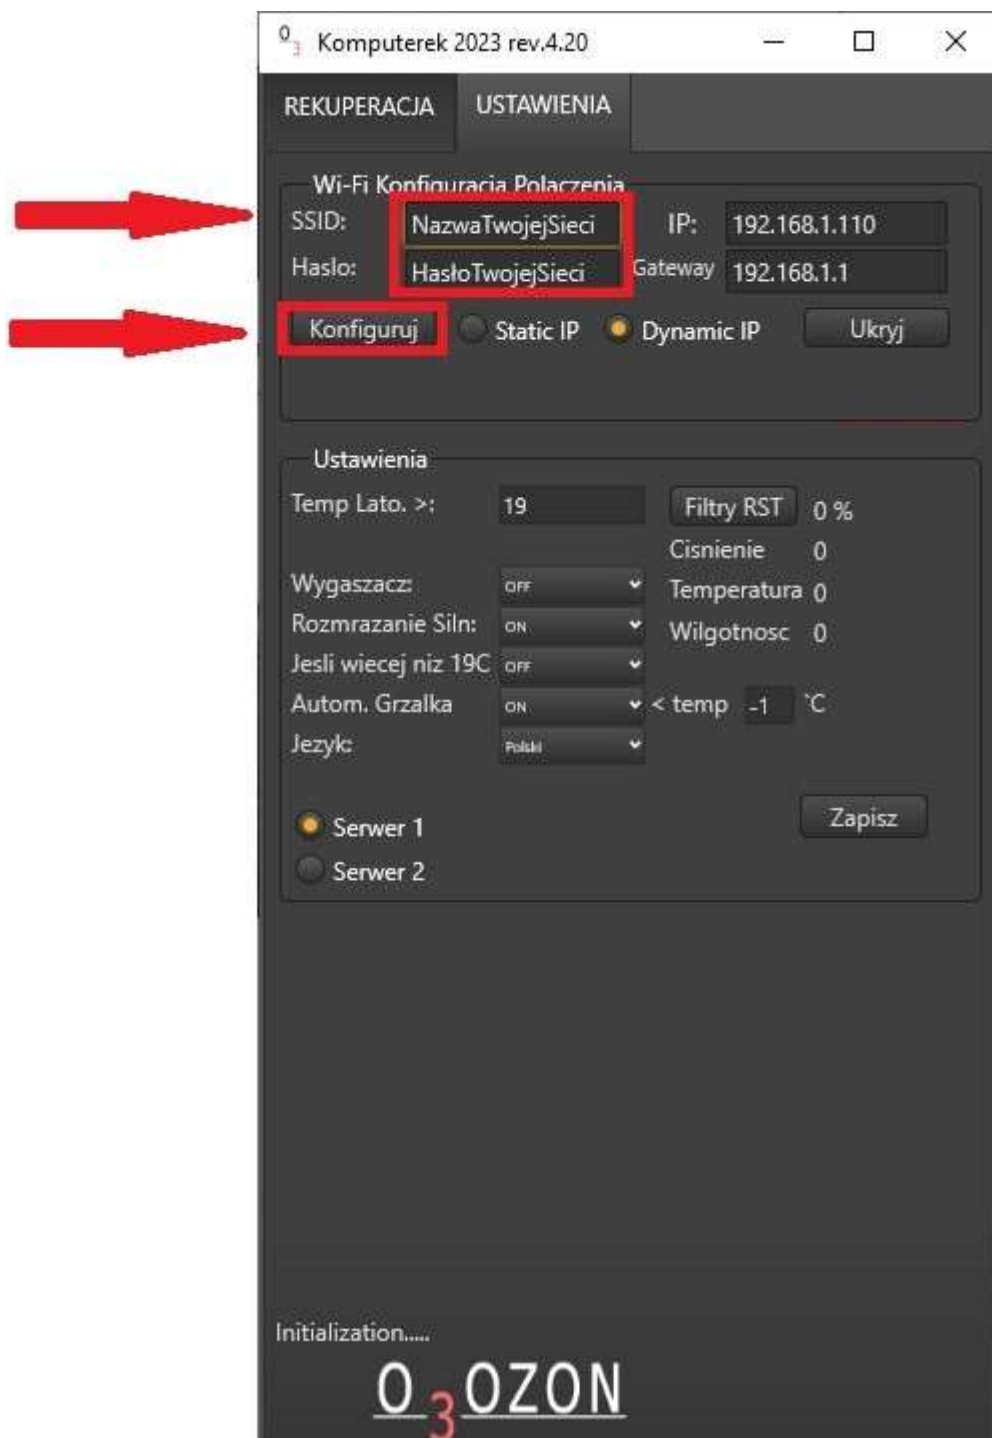 O3 Komputerek 2023 rev.4.20
REKUPERACJA USTAWIENIA
Wi-Fi Konfiguracja Polaczenia
SSID: NazwaTwojejSieci IP: 192.168.1.110
Haslo: HasłoTwojejSieci Gateway 192.168.1.1
Konfiguruj Static IP Dynamic IP Ukryj
Ustawienia
Temp Lato. >: 19 Filtry RST 0 %
Cisnienie 0
Wygaszacz: OFF Temperatura 0
Rozmrazanie Siln: ON Wilgotnosc 0
Jesli wiecej niz 19C OFF
Autom. Grzalka ON < temp -1 `C
Jezyk: Polski
Serwer 1 Zapisz
Serwer 2
Initialization.....
O3 OZON